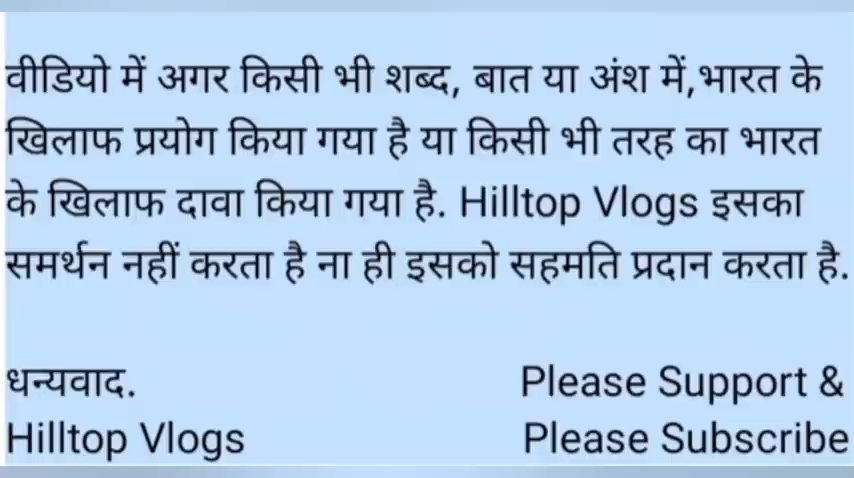 वीडियो में अगर किसी भी शब्द, बात या अंश में,भारत के
खिलाफ प्रयोग किया गया है या किसी भी तरह का भारत
के खिलाफ दावा किया गया है. Hilltop Vlogs इसका
समर्थन नहीं करता है ना ही इसको सहमति प्रदान करता है.
धन्यवाद. Please Support &
Hilltop Vlogs Please Subscribe